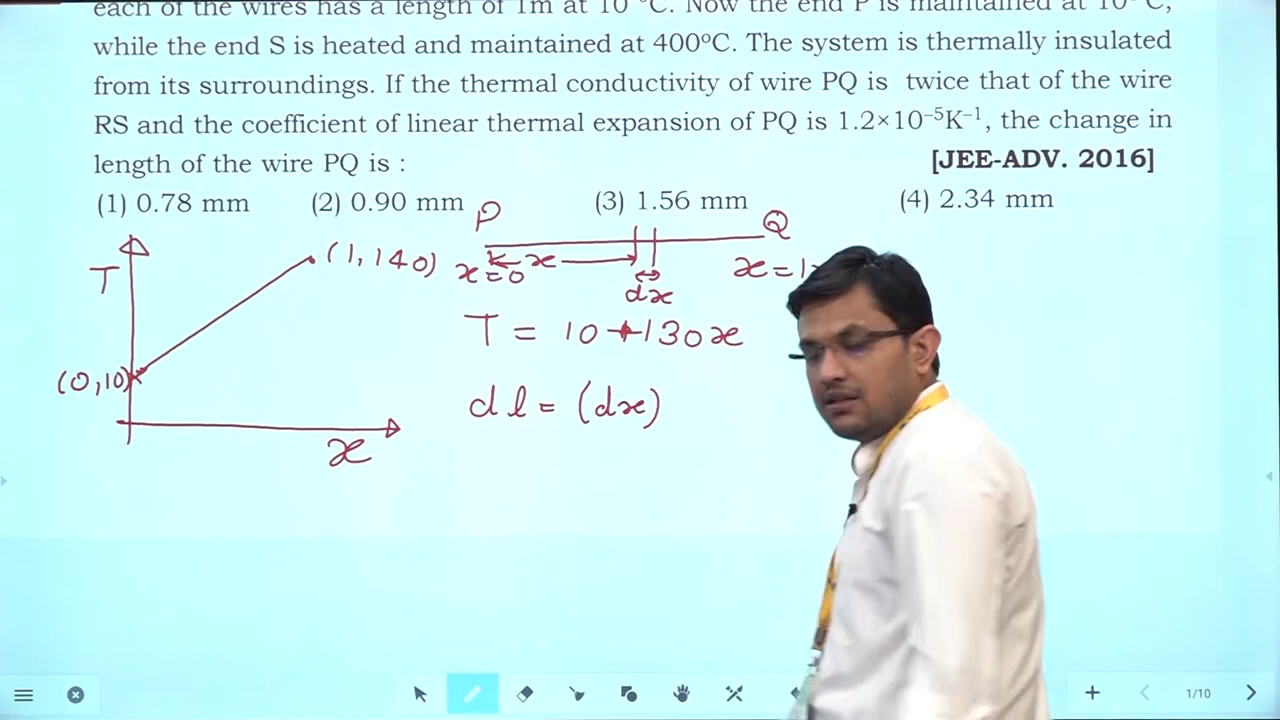 each of the wires has a length of 1m at 10 °C. Now the end P is maintained at 10°C,
while the end S is heated and maintained at 400°C. The system is thermally insulated
from its surroundings. If the thermal conductivity of wire PQ is twice that of the wire
RS and the coefficient of linear thermal expansion of PQ is 1.2×10⁻⁵K⁻¹, the change in
length of the wire PQ is :
[JEE-ADV. 2016]
(1) 0.78 mm (2) 0.90 mm (3) 1.56 mm (4) 2.34 mm
P Q
T (1, 140) x=0 x x=1
dx
T = 10+130x
(0,10)
dl = (dx)
x
1/10